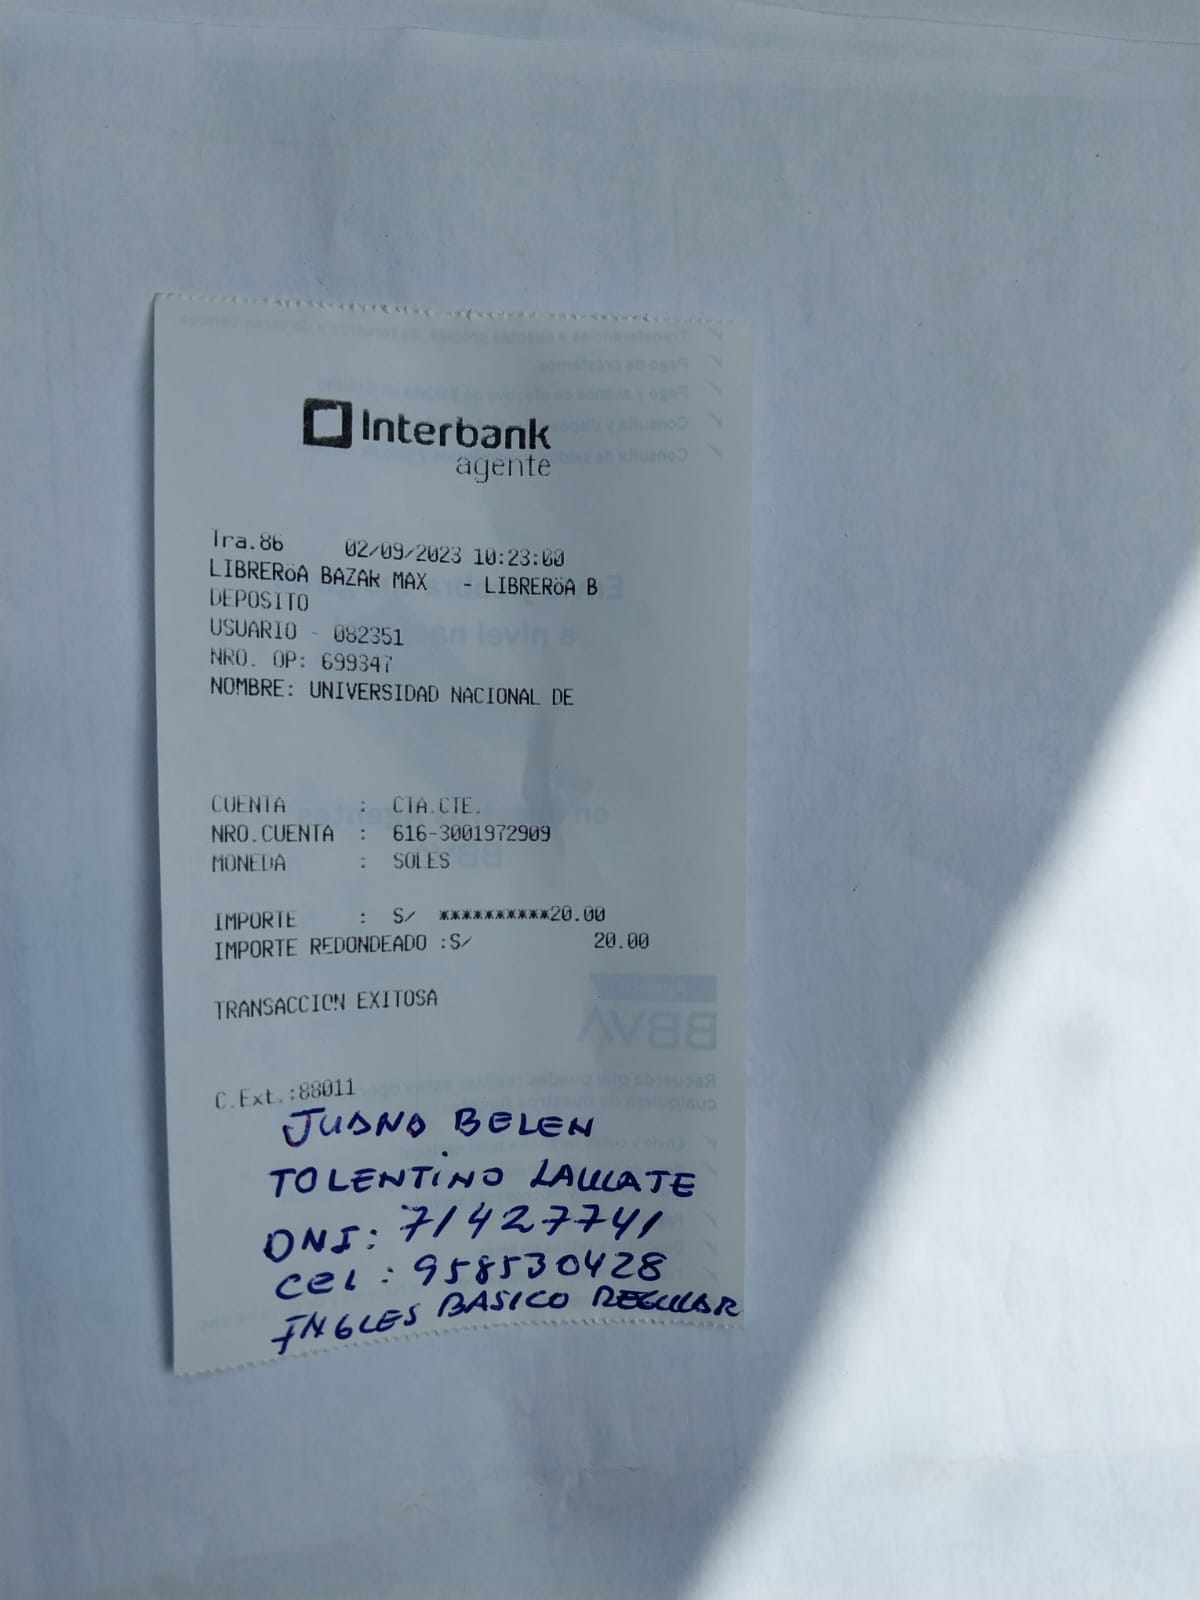 Interbank
agente
Tra.86 02/09/2023 10:23:00
LIBRERöA BAZAR MAX - LIBRERöA B
DEPOSITO
USUARIO - 082351
NRO. OP: 699347
NOMBRE: UNIVERSIDAD NACIONAL DE
CUENTA : CTA.CTE.
NRO.CUENTA : 616-3001972909
MONEDA : SOLES
IMPORTE : S/ **********20.00
IMPORTE REDONDEADO :S/ 20.00
TRANSACCION EXITOSA
C.Ext.:88011
JUANA BELEN
TOLENTINO
DNI: 71427741
CEL: 958530428
INGLES BASICO REGULAR